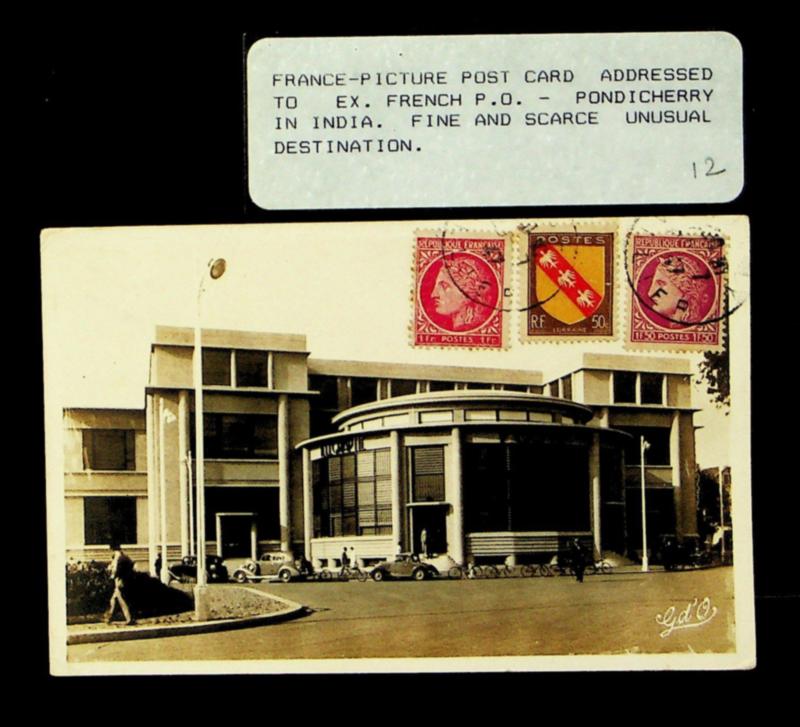 FRANCE-PICTURE POST CARD ADDRESSED
TO EX. FRENCH P.O. - PONDICHERRY
IN INDIA. FINE AND SCARCE UNUSUAL
DESTINATION.
12
REPUBLIQUE FRANÇAISE
1Fr POSTES 1Fr
POSTES
RF LORRAINE 50c
REPUBLIQUE FRANÇAISE
1F50 POSTES 1F50
Gd'O